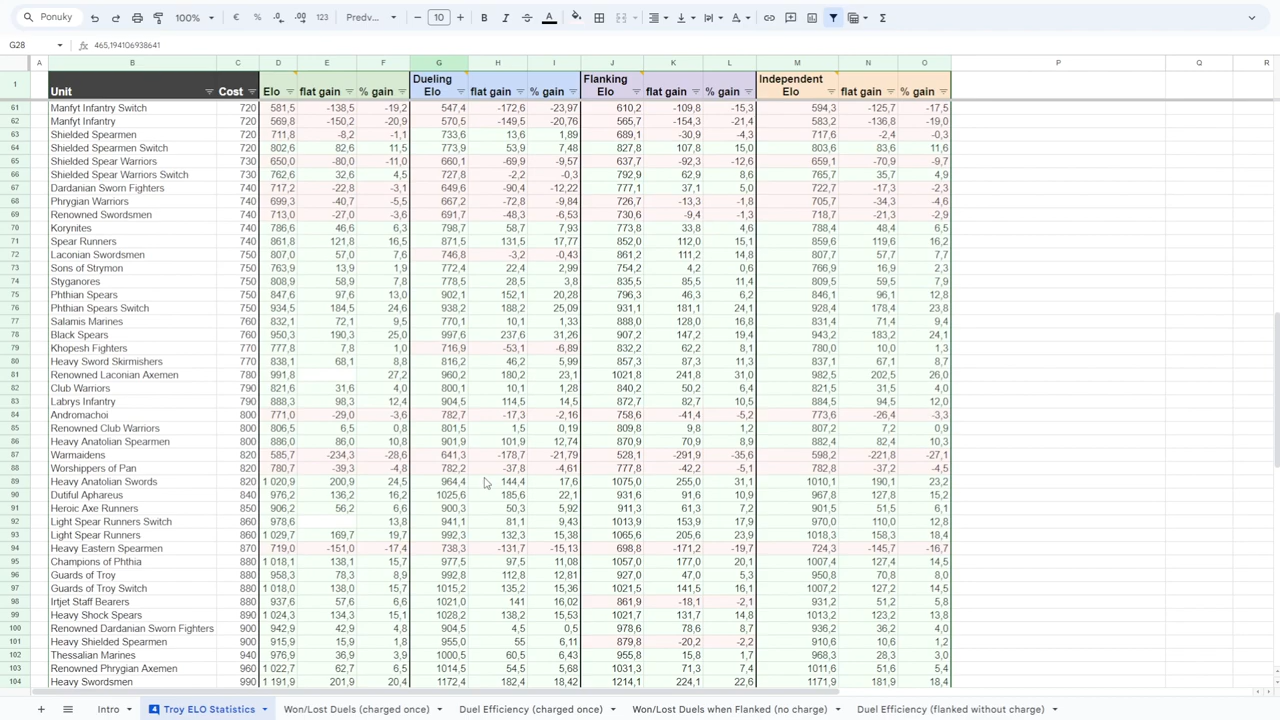 Ponuky 100% € % .0 .00 123 Predv... 10 B I A Σ
G28 465,194106938641
A B C D E F G H I J K L M N O P Q R
1 Unit Cost Elo flat gain % gain Dueling Elo flat gain % gain Flanking Elo flat gain % gain Independent Elo flat gain % gain
61 Manfyt Infantry Switch 720 581,5 -138,5 -19,2 547,4 -172,6 -23,97 610,2 -109,8 -15,3 594,3 -125,7 -17,5
62 Manfyt Infantry 720 569,8 -150,2 -20,9 570,5 -149,5 -20,76 565,7 -154,3 -21,4 583,2 -136,8 -19,0
63 Shielded Spearmen 720 711,8 -8,2 -1,1 733,6 13,6 1,89 689,1 -30,9 -4,3 717,6 -2,4 -0,3
64 Shielded Spearmen Switch 720 802,6 82,6 11,5 773,9 53,9 7,48 827,8 107,8 15,0 803,6 83,6 11,6
65 Shielded Spear Warriors 730 650,0 -80,0 -11,0 660,1 -69,9 -9,57 637,7 -92,3 -12,6 659,1 -70,9 -9,7
66 Shielded Spear Warriors Switch 730 762,6 32,6 4,5 727,8 -2,2 -0,3 792,9 62,9 8,6 765,7 35,7 4,9
67 Dardanian Sworn Fighters 740 717,2 -22,8 -3,1 649,6 -90,4 -12,22 777,1 37,1 5,0 722,7 -17,3 -2,3
68 Phrygian Warriors 740 699,3 -40,7 -5,5 667,2 -72,8 -9,84 726,7 -13,3 -1,8 705,7 -34,3 -4,6
69 Renowned Swordsmen 740 713,0 -27,0 -3,6 691,7 -48,3 -6,53 730,6 -9,4 -1,3 718,7 -21,3 -2,9
70 Korynites 740 786,6 46,6 6,3 798,7 58,7 7,93 773,8 33,8 4,6 788,4 48,4 6,5
71 Spear Runners 740 861,8 121,8 16,5 871,5 131,5 17,77 852,0 112,0 15,1 859,6 119,6 16,2
72 Laconian Swordsmen 750 807,0 57,0 7,6 746,8 -3,2 -0,43 861,2 111,2 14,8 807,7 57,7 7,7
73 Sons of Strymon 750 763,9 13,9 1,9 772,4 22,4 2,99 754,2 4,2 0,6 766,9 16,9 2,3
74 Styganores 750 808,9 58,9 7,8 778,5 28,5 3,8 835,5 85,5 11,4 809,5 59,5 7,9
75 Phthian Spears 750 847,6 97,6 13,0 902,1 152,1 20,28 796,3 46,3 6,2 846,1 96,1 12,8
76 Phthian Spears Switch 750 934,5 184,5 24,6 938,2 188,2 25,09 931,1 181,1 24,1 928,4 178,4 23,8
77 Salamis Marines 760 832,1 72,1 9,5 770,1 10,1 1,33 888,0 128,0 16,8 831,4 71,4 9,4
78 Black Spears 760 950,3 190,3 25,0 997,6 237,6 31,26 907,2 147,2 19,4 943,2 183,2 24,1
79 Khopesh Fighters 770 777,8 7,8 1,0 716,9 -53,1 -6,89 832,2 62,2 8,1 780,0 10,0 1,3
80 Heavy Sword Skirmishers 770 838,1 68,1 8,8 816,2 46,2 5,99 857,3 87,3 11,3 837,1 67,1 8,7
81 Renowned Laconian Axemen 780 991,8 27,2 960,2 180,2 23,1 1021,8 241,8 31,0 982,5 202,5 26,0
82 Club Warriors 790 821,6 31,6 4,0 800,1 10,1 1,28 840,2 50,2 6,4 821,5 31,5 4,0
83 Labrys Infantry 790 888,3 98,3 12,4 904,5 114,5 14,5 872,7 82,7 10,5 884,5 94,5 12,0
84 Andromachoi 800 771,0 -29,0 -3,6 782,7 -17,3 -2,16 758,6 -41,4 -5,2 773,6 -26,4 -3,3
85 Renowned Club Warriors 800 806,5 6,5 0,8 801,5 1,5 0,19 809,8 9,8 1,2 807,2 7,2 0,9
86 Heavy Anatolian Spearmen 800 886,0 86,0 10,8 901,9 101,9 12,74 870,9 70,9 8,9 882,4 82,4 10,3
87 Warmaidens 820 585,7 -234,3 -28,6 641,3 -178,7 -21,79 528,1 -291,9 -35,6 598,2 -221,8 -27,1
88 Worshippers of Pan 820 780,7 -39,3 -4,8 782,2 -37,8 -4,61 777,8 -42,2 -5,1 782,8 -37,2 -4,5
89 Heavy Anatolian Swords 820 1 020,9 200,9 24,5 964,4 144,4 17,6 1075,0 255,0 31,1 1010,1 190,1 23,2
90 Dutiful Aphareus 840 976,2 136,2 16,2 1025,6 185,6 22,1 931,6 91,6 10,9 967,8 127,8 15,2
91 Heroic Axe Runners 850 906,2 56,2 6,6 900,3 50,3 5,92 911,3 61,3 7,2 901,5 51,5 6,1
92 Light Spear Runners Switch 860 978,6 13,8 941,1 81,1 9,43 1013,9 153,9 17,9 970,0 110,0 12,8
93 Light Spear Runners 860 1 029,7 169,7 19,7 992,3 132,3 15,38 1065,6 205,6 23,9 1018,3 158,3 18,4
94 Heavy Eastern Spearmen 870 719,0 -151,0 -17,4 738,3 -131,7 -15,13 698,8 -171,2 -19,7 724,3 -145,7 -16,7
95 Champions of Phthia 880 1 018,1 138,1 15,7 977,5 97,5 11,08 1057,0 177,0 20,1 1007,4 127,4 14,5
96 Guards of Troy 880 958,3 78,3 8,9 992,8 112,8 12,81 927,0 47,0 5,3 950,8 70,8 8,0
97 Guards of Troy Switch 880 1 018,0 138,0 15,7 1015,2 135,2 15,36 1021,5 141,5 16,1 1007,2 127,2 14,5
98 Irtjet Staff Bearers 880 937,6 57,6 6,6 1021,0 141 16,02 861,9 -18,1 -2,1 931,2 51,2 5,8
99 Heavy Shock Spears 890 1 024,3 134,3 15,1 1028,2 138,2 15,53 1021,7 131,7 14,8 1013,2 123,2 13,8
100 Renowned Dardanian Sworn Fighters 900 942,9 42,9 4,8 904,5 4,5 0,5 978,6 78,6 8,7 936,2 36,2 4,0
101 Heavy Shielded Spearmen 900 915,9 15,9 1,8 955,0 55 6,11 879,8 -20,2 -2,2 910,6 10,6 1,2
102 Thessalian Marines 940 976,9 36,9 3,9 1000,5 60,5 6,43 955,8 15,8 1,7 968,3 28,3 3,0
103 Renowned Phrygian Axemen 960 1 022,7 62,7 6,5 1014,5 54,5 5,68 1031,3 71,3 7,4 1011,6 51,6 5,4
104 Heavy Swordsmen 990 1 191,9 201,9 20,4 1172,4 182,4 18,42 1214,1 224,1 22,6 1171,9 181,9 18,4
Intro 4 Troy ELO Statistics Won/Lost Duels (charged once) Duel Efficiency (charged once) Won/Lost Duels when Flanked (no charge) Duel Efficiency (flanked without charge)